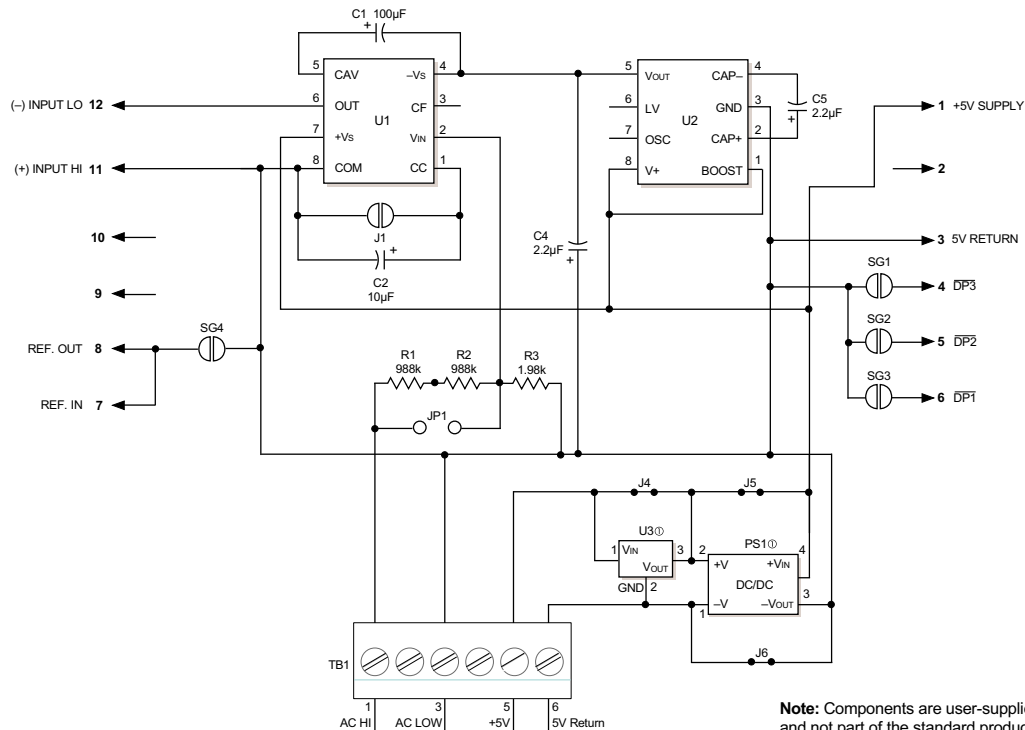 C1 100µF
+
5 CAV –VS 4
6 OUT CF 3
7 +VS VIN 2
8 COM CC 1
U1
5 VOUT CAP– 4
6 LV GND 3
7 OSC CAP+ 2
8 V+ BOOST 1
U2
C5
2.2µF
+
(–) INPUT LO 12
(+) INPUT HI 11
10
9
REF. OUT 8
REF. IN 7
SG4
J1
+
C2
10µF
C4
2.2µF
+
1 +5V SUPPLY
2
3 5V RETURN
SG1
4 DP3
SG2
5 DP2
SG3
6 DP1
R1
988k
R2
988k
R3
1.98k
JP1
J4
J5
U3①
1 VIN
VOUT 3
GND 2
PS1①
2 +V +VIN 4
DC/DC
1 –V –VOUT 3
J6
TB1
1 3 5 6
AC HI AC LOW +5V 5V Return
Note: Components are user-supplie
and not part of the standard produc